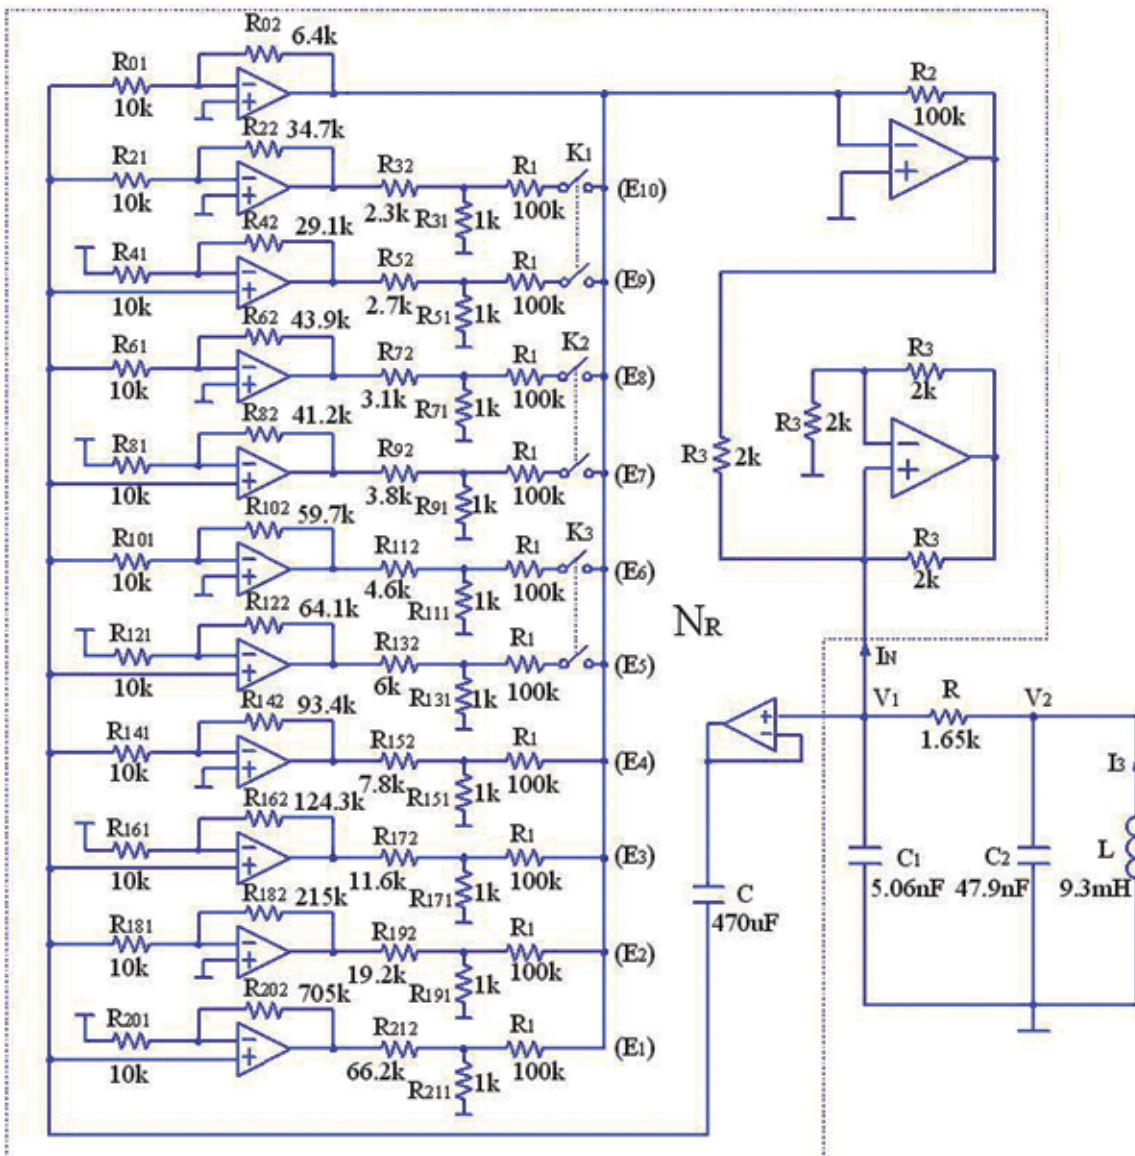 R02 6.4k
R01
10k
R2
100k
R22 34.7k
R21
10k
R32
2.3k
R31 1k
R1
100k
K1
(E10)
R42
29.1k
R41
10k
R52
2.7k
R51 1k
R1
100k
(E9)
R62 43.9k
R61
10k
R72
3.1k
R71 1k
R1
100k
K2
(E8)
R3
2k
R3 2k
R82 41.2k
R81
10k
R92
3.8k
R91 1k
R1
100k
(E7)
R3 2k
R102 59.7k
R101
10k
R112
4.6k
R111 1k
R1
100k
K3
(E6)
R3
2k
R122 64.1k
R121
10k
R132
6k
R131 1k
R1
100k
(E5)
NR
IN
R142 93.4k
R141
10k
R152
7.8k
R151 1k
R1
100k
(E4)
+
−
V1
R
1.65k
V2
I3
R162 124.3k
R161
10k
R172
11.6k
R171 1k
R1
100k
(E3)
C
470uF
C1
5.06nF
C2
47.9nF
L
9.3mH
R182 215k
R181
10k
R192
19.2k
R191 1k
R1
100k
(E2)
R202 705k
R201
10k
R212
66.2k
R211 1k
R1
100k
(E1)